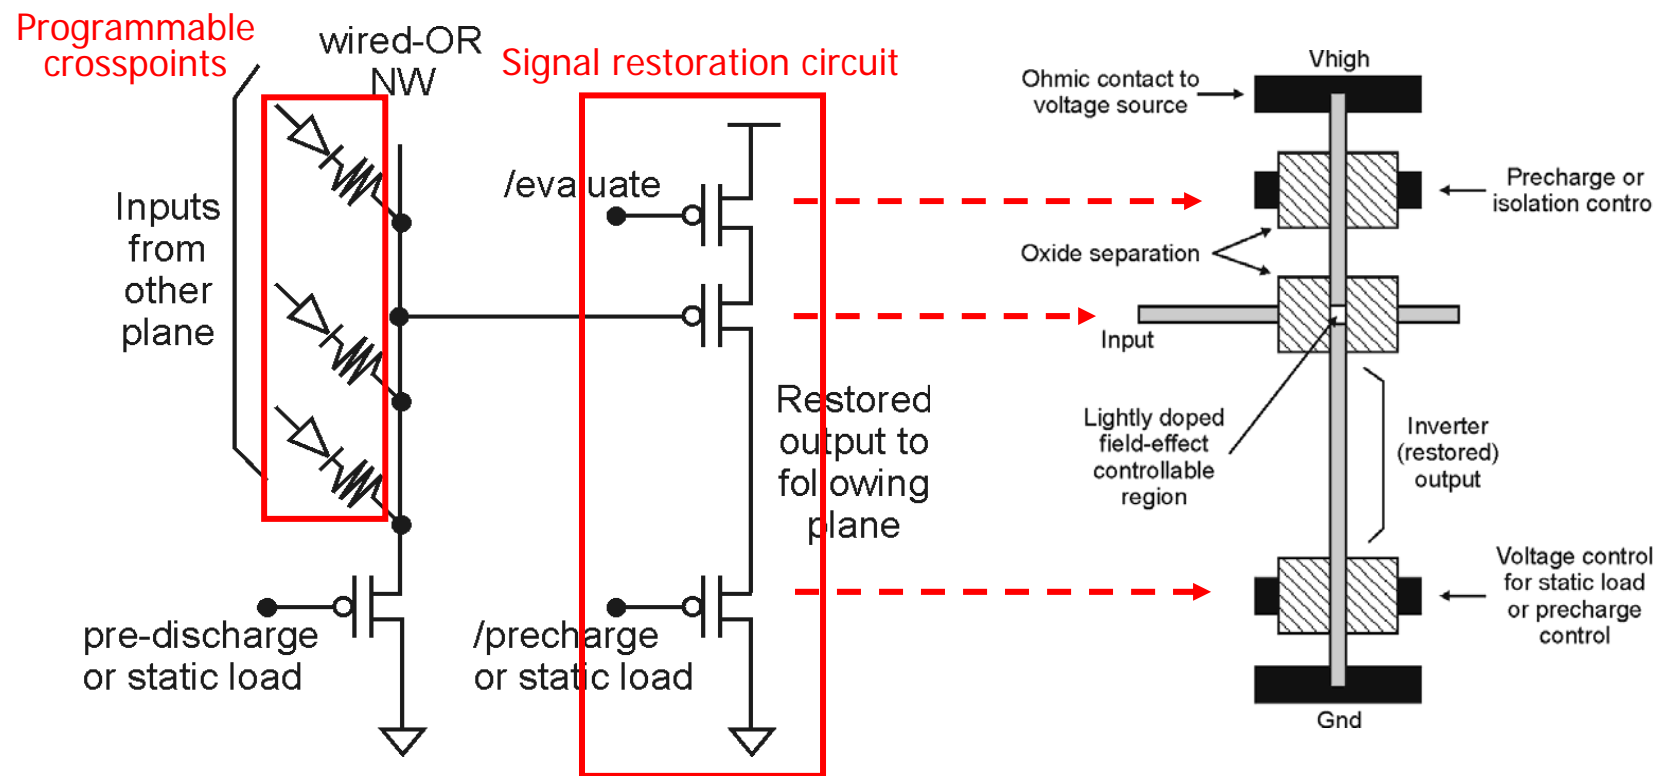 Programmable
crosspoints
wired-OR
NW
Signal restoration circuit
Inputs
from
other
plane
/evaluate
Restored
output to
following
plane
pre-discharge
or static load
/precharge
or static load
Vhigh
Ohmic contact to
voltage source
Precharge or
isolation contro
Oxide separation
Input
Lightly doped
field-effect
controllable
region
Inverter
(restored)
output
Voltage control
for static load
or precharge
control
Gnd